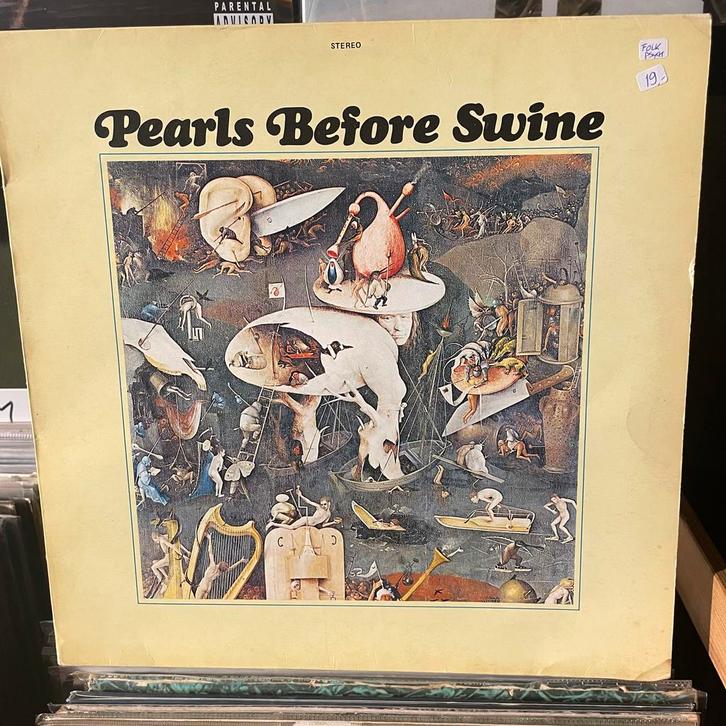 PARENTAL
ADVISORY
STEREO
FOLK
PSYCH
19,-
Pearls Before Swine